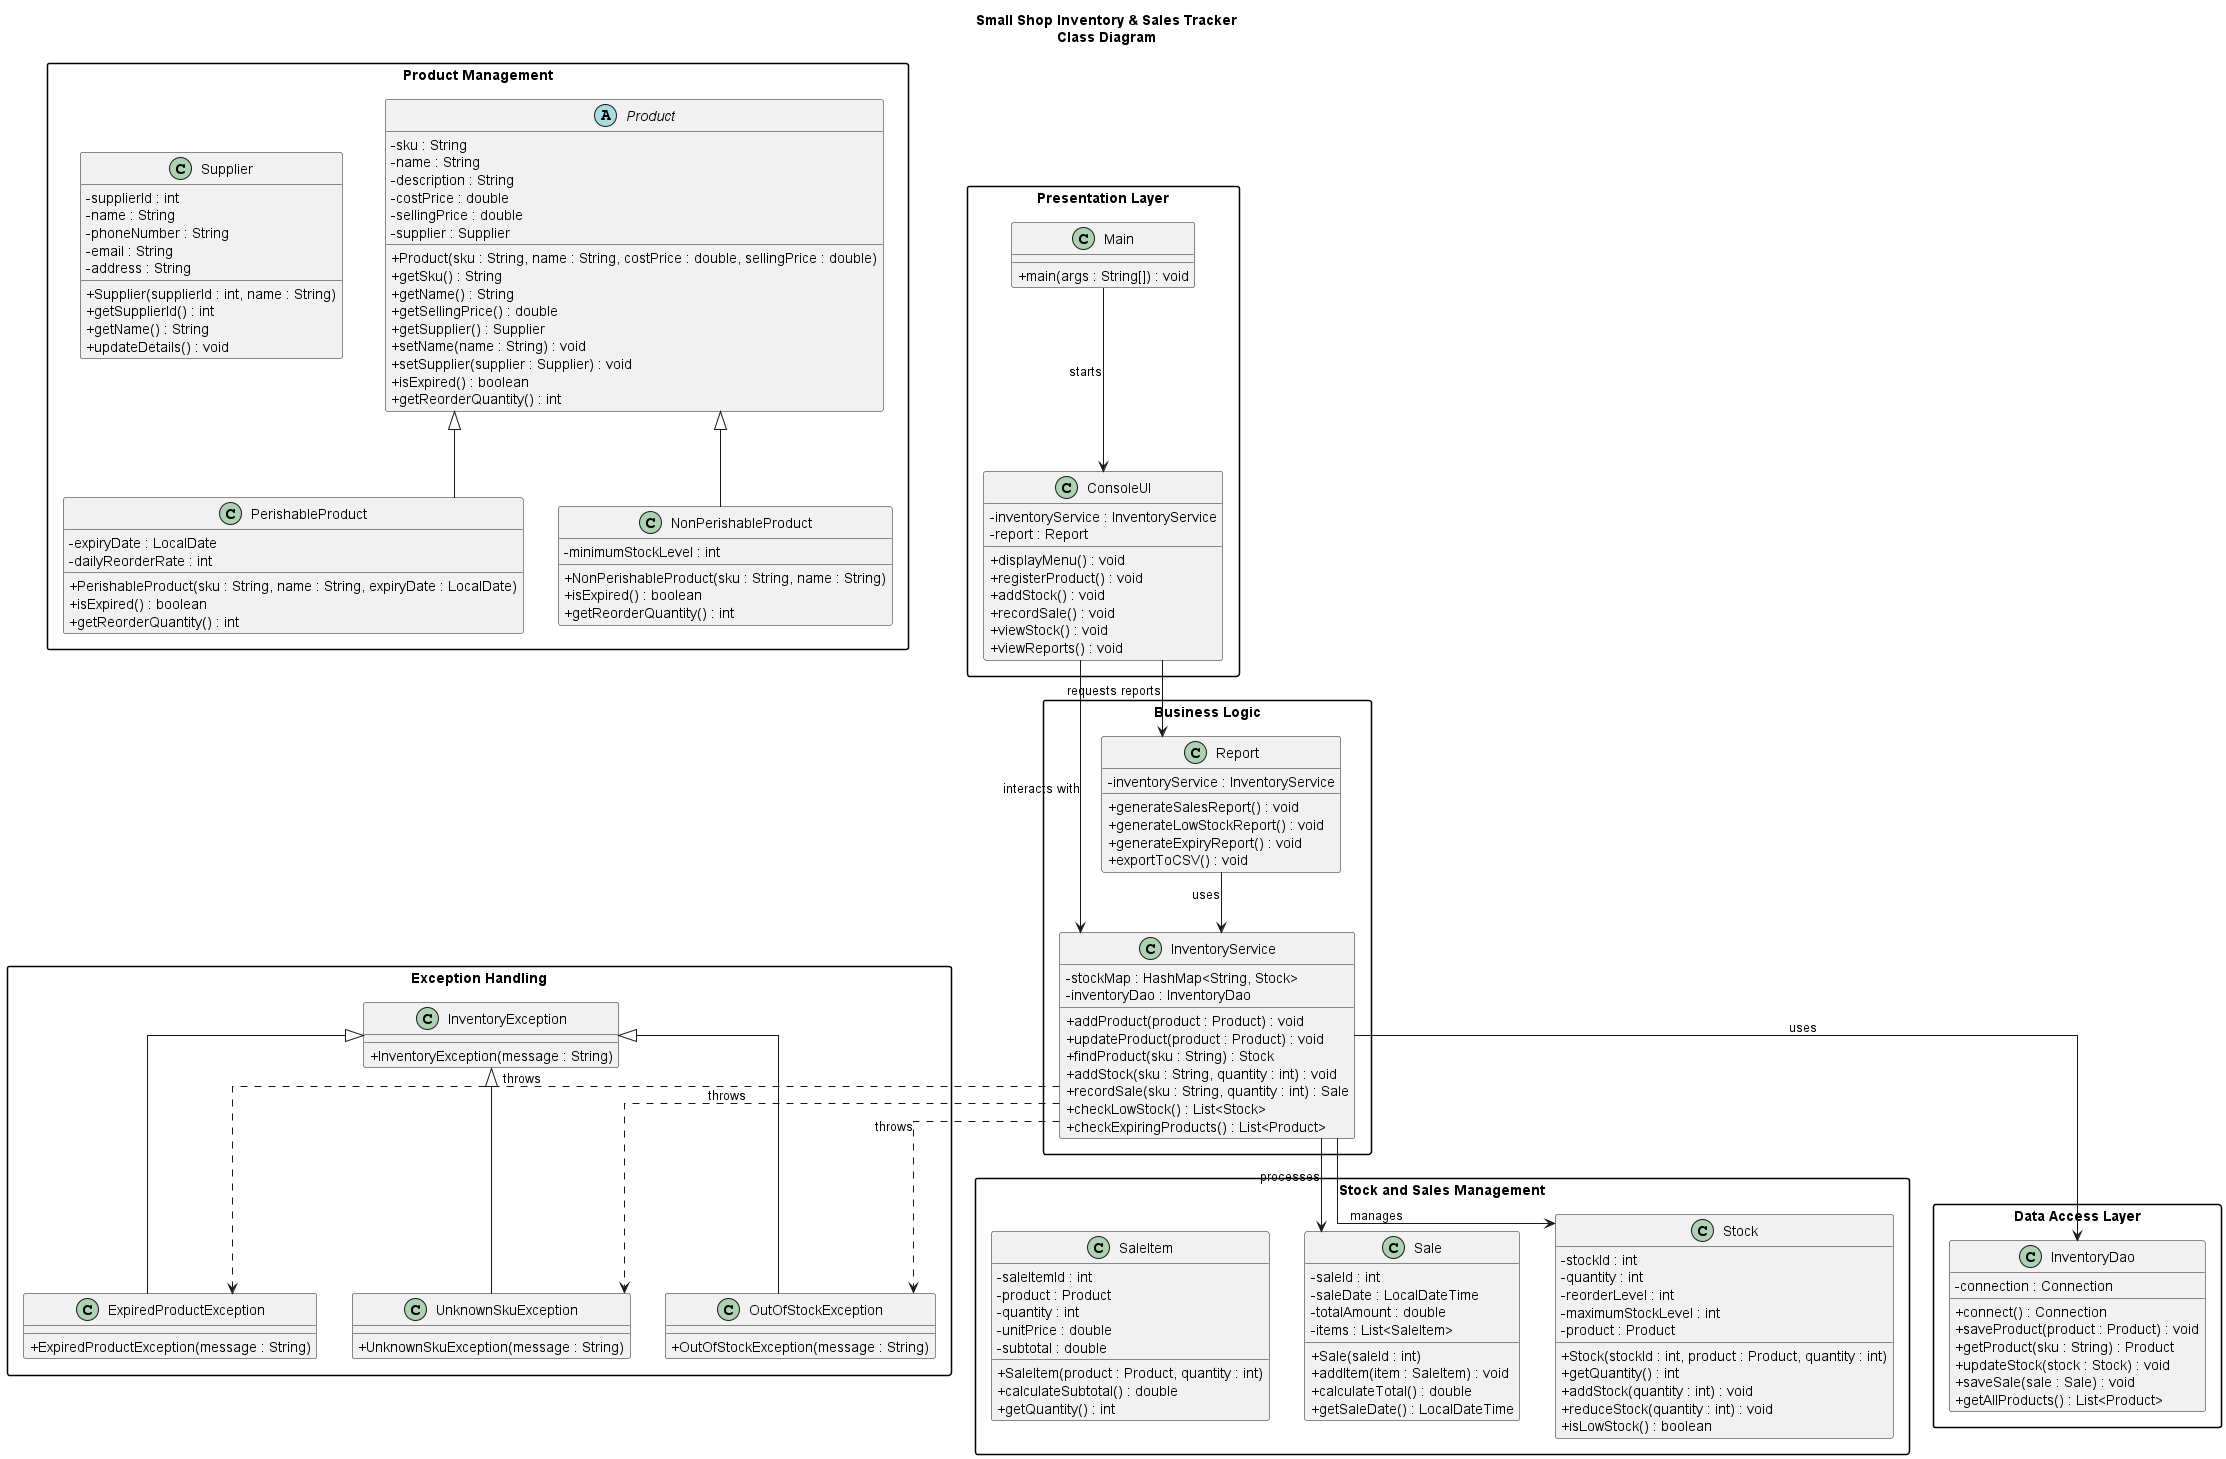 Small Shop Inventory & Sales Tracker
Class Diagram
Product Management
A Product
-sku : String
-name : String
-description : String
-costPrice : double
-sellingPrice : double
-supplier : Supplier
+Product(sku : String, name : String, costPrice : double, sellingPrice : double)
+getSku() : String
+getName() : String
+getSellingPrice() : double
+getSupplier() : Supplier
+setName(name : String) : void
+setSupplier(supplier : Supplier) : void
+isExpired() : boolean
+getReorderQuantity() : int
C Supplier
-supplierId : int
-name : String
-phoneNumber : String
-email : String
-address : String
+Supplier(supplierId : int, name : String)
+getSupplierId() : int
+getName() : String
+updateDetails() : void
C PerishableProduct
-expiryDate : LocalDate
-dailyReorderRate : int
+PerishableProduct(sku : String, name : String, expiryDate : LocalDate)
+isExpired() : boolean
+getReorderQuantity() : int
C NonPerishableProduct
-minimumStockLevel : int
+NonPerishableProduct(sku : String, name : String)
+isExpired() : boolean
+getReorderQuantity() : int
Presentation Layer
C Main
+main(args : String[]) : void
starts
C ConsoleUI
-inventoryService : InventoryService
-report : Report
+displayMenu() : void
+registerProduct() : void
+addStock() : void
+recordSale() : void
+viewStock() : void
+viewReports() : void
requests reports
Business Logic
C Report
-inventoryService : InventoryService
+generateSalesReport() : void
+generateLowStockReport() : void
+generateExpiryReport() : void
+exportToCSV() : void
interacts with
uses
C InventoryService
-stockMap : HashMap<String, Stock>
-inventoryDao : InventoryDao
+addProduct(product : Product) : void
+updateProduct(product : Product) : void
+findProduct(sku : String) : Stock
+addStock(sku : String, quantity : int) : void
+recordSale(sku : String, quantity : int) : Sale
+checkLowStock() : List<Stock>
+checkExpiringProducts() : List<Product>
uses
Exception Handling
C InventoryException
+InventoryException(message : String)
throws
throws
throws
C ExpiredProductException
+ExpiredProductException(message : String)
C UnknownSkuException
+UnknownSkuException(message : String)
C OutOfStockException
+OutOfStockException(message : String)
processes
Stock and Sales Management
manages
C SaleItem
-saleItemId : int
-product : Product
-quantity : int
-unitPrice : double
-subtotal : double
+SaleItem(product : Product, quantity : int)
+calculateSubtotal() : double
+getQuantity() : int
C Sale
-saleId : int
-saleDate : LocalDateTime
-totalAmount : double
-items : List<SaleItem>
+Sale(saleId : int)
+addItem(item : SaleItem) : void
+calculateTotal() : double
+getSaleDate() : LocalDateTime
C Stock
-stockId : int
-quantity : int
-reorderLevel : int
-maximumStockLevel : int
-product : Product
+Stock(stockId : int, product : Product, quantity : int)
+getQuantity() : int
+addStock(quantity : int) : void
+reduceStock(quantity : int) : void
+isLowStock() : boolean
Data Access Layer
C InventoryDao
-connection : Connection
+connect() : Connection
+saveProduct(product : Product) : void
+getProduct(sku : String) : Product
+updateStock(stock : Stock) : void
+saveSale(sale : Sale) : void
+getAllProducts() : List<Product>